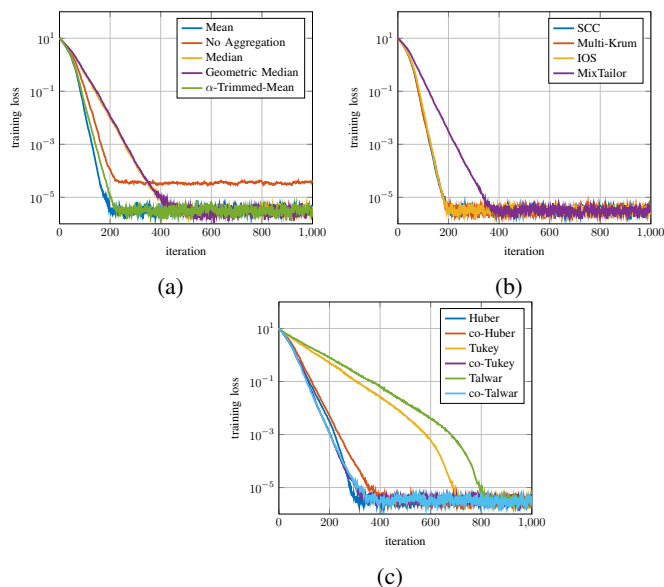 Mean
No Aggregation
Median
Geometric Median
α-Trimmed-Mean
10^1
10^−1
10^−3
10^−5
training loss
0 200 400 600 800 1,000
iteration
(a)
SCC
Multi-Krum
IOS
MixTailor
10^1
10^−1
10^−3
10^−5
training loss
0 200 400 600 800 1,000
iteration
(b)
Huber
co-Huber
Tukey
co-Tukey
Talwar
co-Talwar
10^1
10^−1
10^−3
10^−5
training loss
0 200 400 600 800 1,000
iteration
(c)